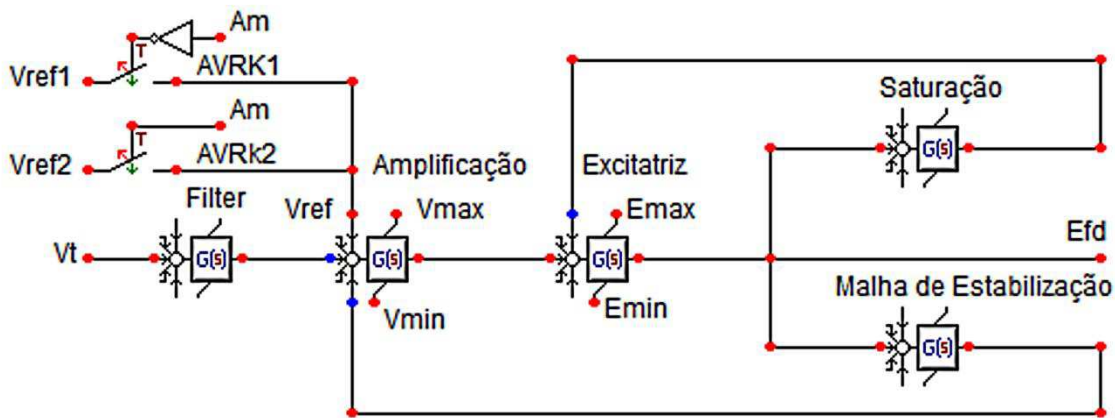 Am
T
Vref1
AVRK1
Am
T
Vref2
AVRk2
Saturação
G(s)
Filter
Vref
Amplificação
Vmax
Excitatriz
Emax
Efd
Vt
G(s)
G(s)
G(s)
Vmin
Emin
Malha de Estabilização
G(s)